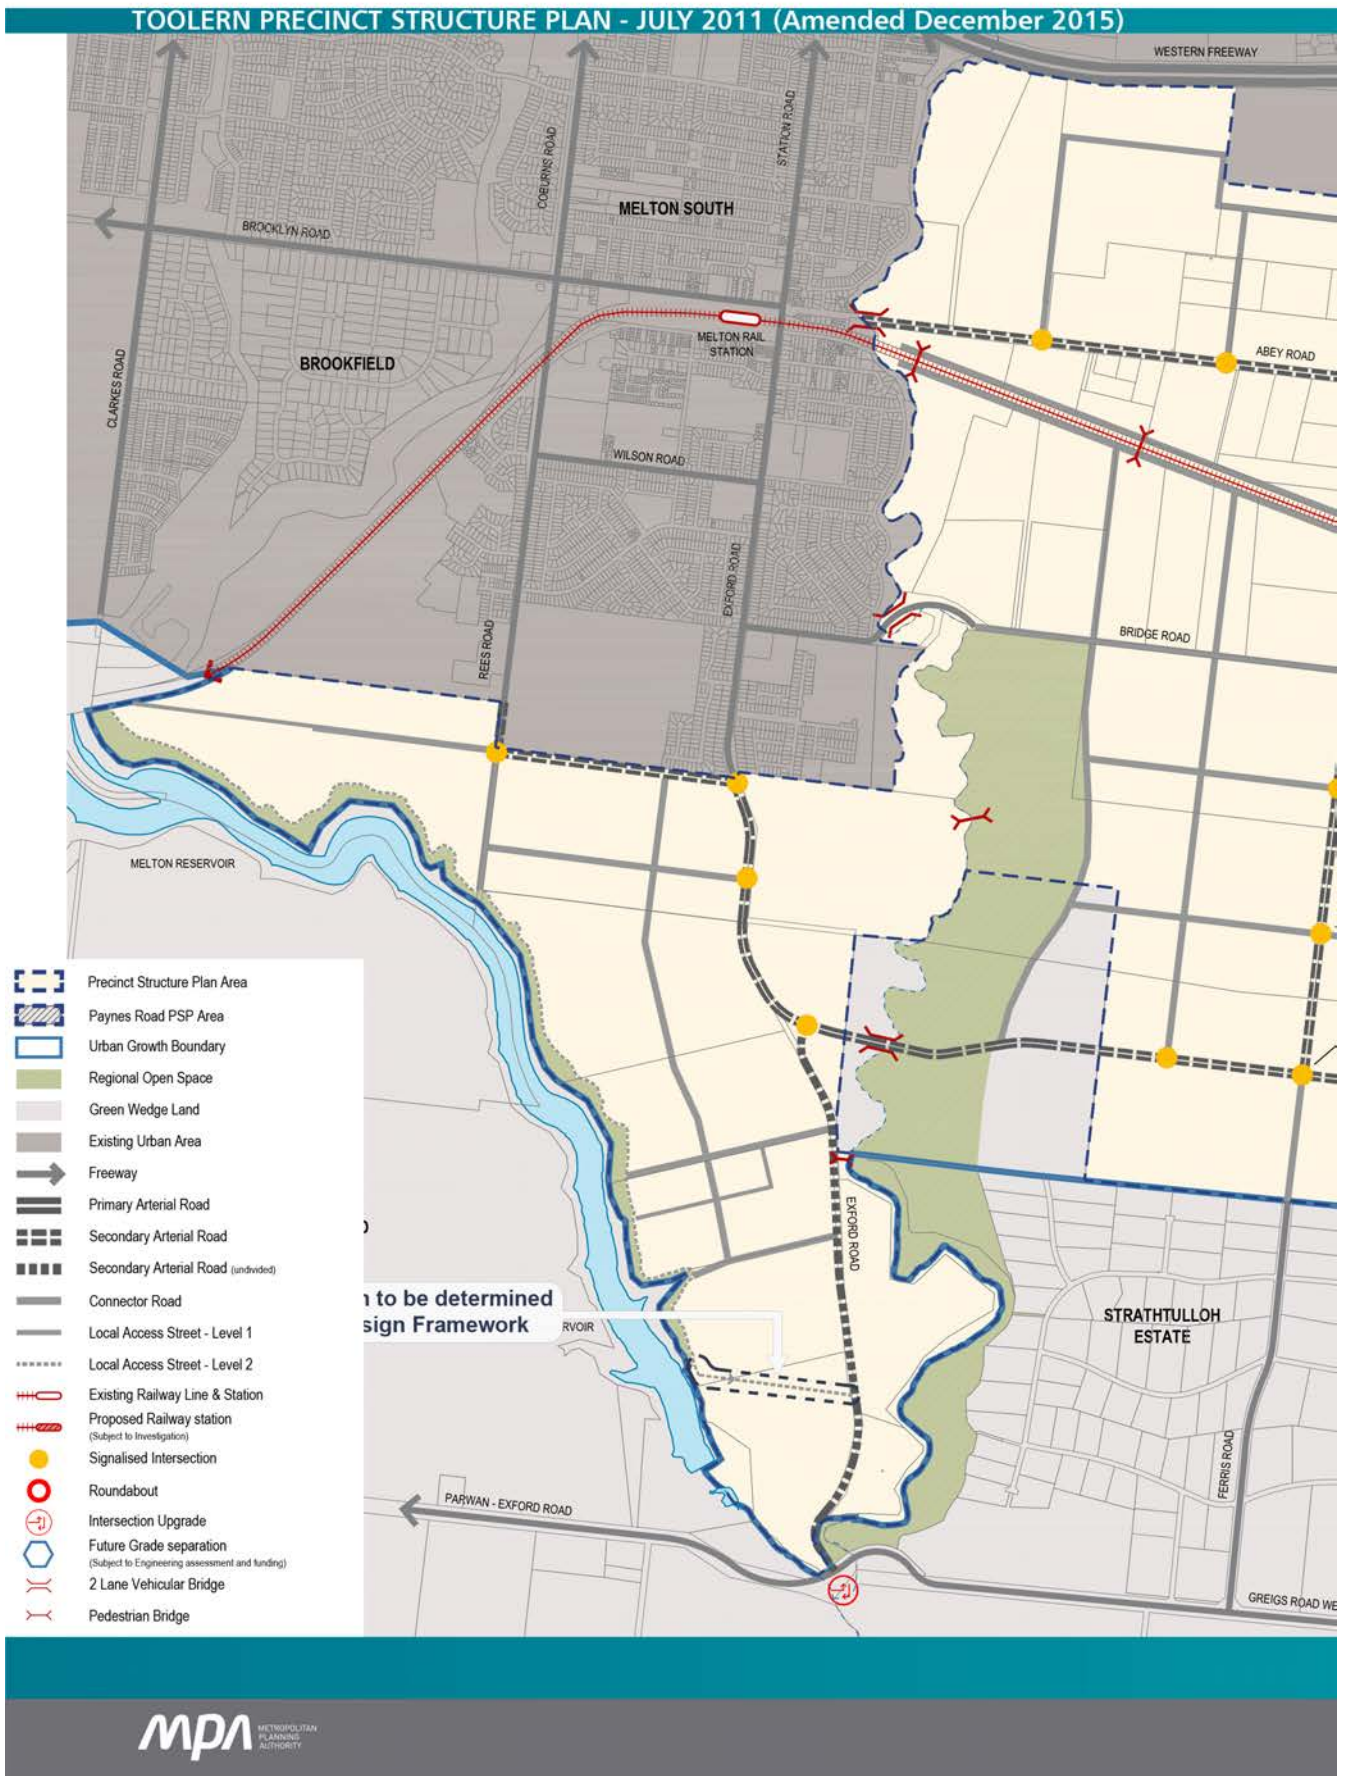 TOOLERN PRECINCT STRUCTURE PLAN - JULY 2011 (Amended December 2015)
WESTERN FREEWAY
STATION ROAD
COBURNS ROAD
MELTON SOUTH
BROOKLYN ROAD
MELTON RAIL
STATION
ABEY ROAD
BROOKFIELD
CLARKES ROAD
WILSON ROAD
EXFORD ROAD
REES ROAD
BRIDGE ROAD
MELTON RESERVOIR
Precinct Structure Plan Area
Paynes Road PSP Area
Urban Growth Boundary
Regional Open Space
Green Wedge Land
Existing Urban Area
Freeway
Primary Arterial Road
Secondary Arterial Road
Secondary Arterial Road (undivided)
Connector Road
Local Access Street - Level 1
Local Access Street - Level 2
Existing Railway Line & Station
Proposed Railway station
(Subject to Investigation)
Signalised Intersection
Roundabout
Intersection Upgrade
Future Grade separation
(Subject to Engineering assessment and funding)
2 Lane Vehicular Bridge
Pedestrian Bridge
EXFORD ROAD
n to be determined
sign Framework
RVOIR
STRATHTULLOH
ESTATE
FERRIS ROAD
PARWAN - EXFORD ROAD
GREIGS ROAD WE
MPA
METROPOLITAN
PLANNING
AUTHORITY